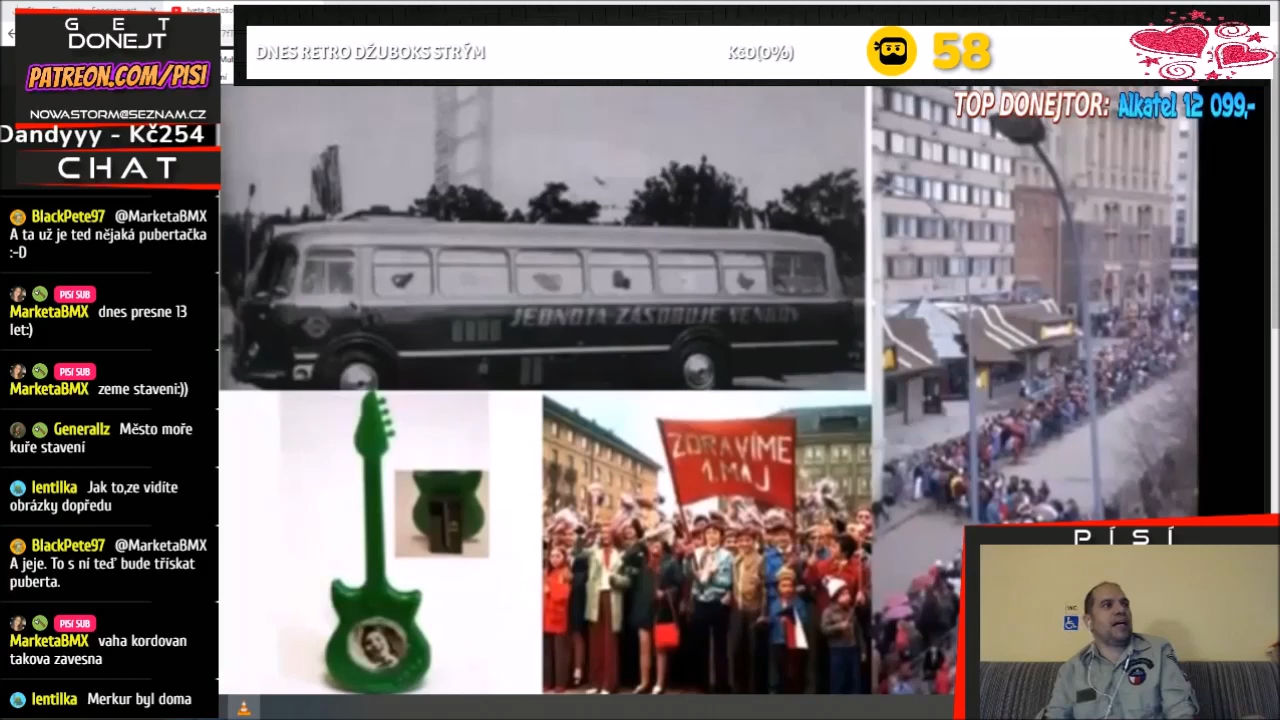 G E T
DONEJT
PATREON.COM/PISI
NOVASTORM@SEZNAM.CZ
Dandyyy - Kč254
CHAT
BlackPete97 @MarketaBMX
A ta už je ted nějaká pubertačka
:-D
PISI SUB
MarketaBMX dnes presne 13
let:)
PISI SUB
MarketaBMX zeme staveni:))
Generallz Město moře
kuře stavení
lentilka Jak to,ze vidíte
obrázky dopředu
BlackPete97 @MarketaBMX
A jeje. To s ní teď bude třískat
puberta.
PISI SUB
MarketaBMX vaha kordovan
takova zavesna
lentilka Merkur byl doma
DNES RETRO DŽUBOKS STRÝM
Kč0(0%)
58
TOP DONEJTOR: Alkatel 12 099,-
JEDNOTA ZÁSOBUJE VENKOV
ZDRAVÍME
1. MÁJ
PÍSÍ
WC